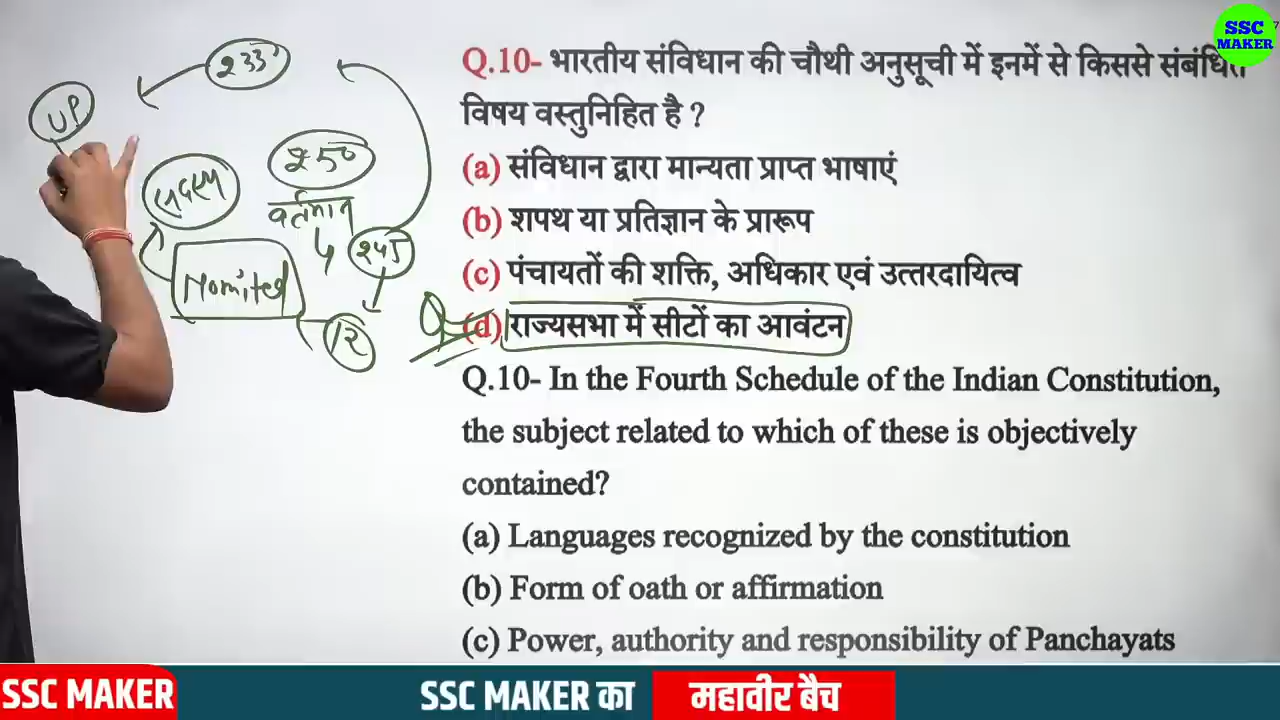 SSC
MAKER
7
Q.10- भारतीय संविधान की चौथी अनुसूची में इनमें से किससे संबंधित
विषय वस्तुनिहित है ?
(a) संविधान द्वारा मान्यता प्राप्त भाषाएं
(b) शपथ या प्रतिज्ञान के प्रारूप
(c) पंचायतों की शक्ति, अधिकार एवं उत्तरदायित्व
(d) राज्यसभा में सीटों का आवंटन
Q.10- In the Fourth Schedule of the Indian Constitution,
the subject related to which of these is objectively
contained?
(a) Languages recognized by the constitution
(b) Form of oath or affirmation
(c) Power, authority and responsibility of Panchayats
233
UP
250
सदस्य
वर्तमान
245
Nomited
12
SSC MAKER
SSC MAKER का
महावीर बैच